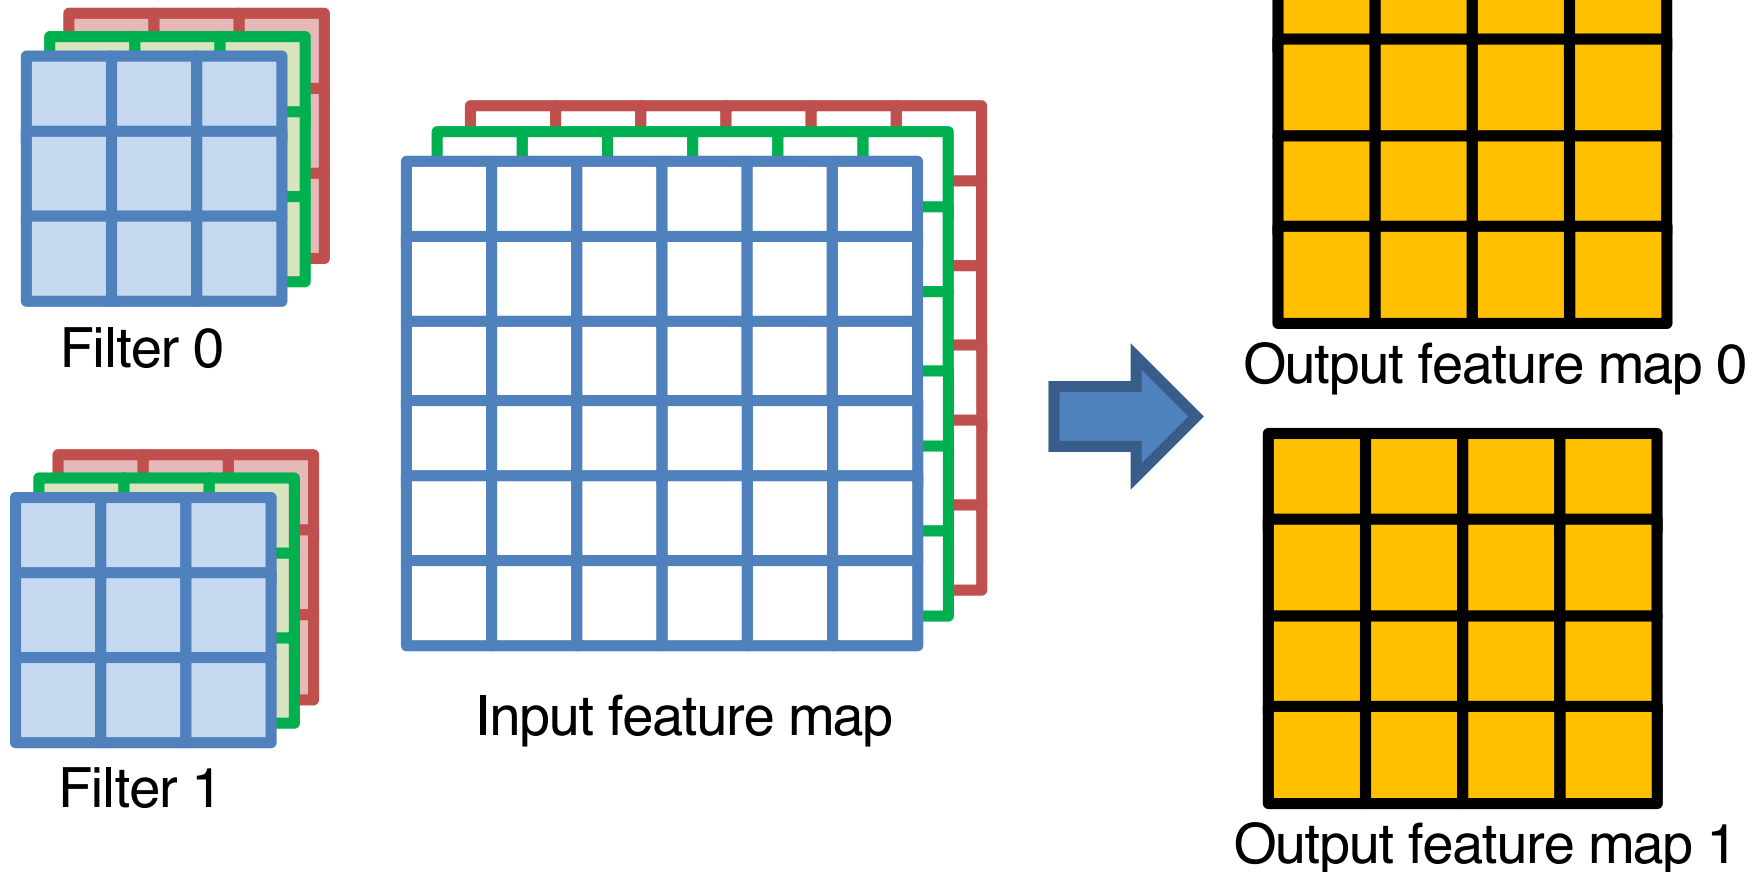 Filter 0
Output feature map 0
Input feature map
Filter 1
Output feature map 1